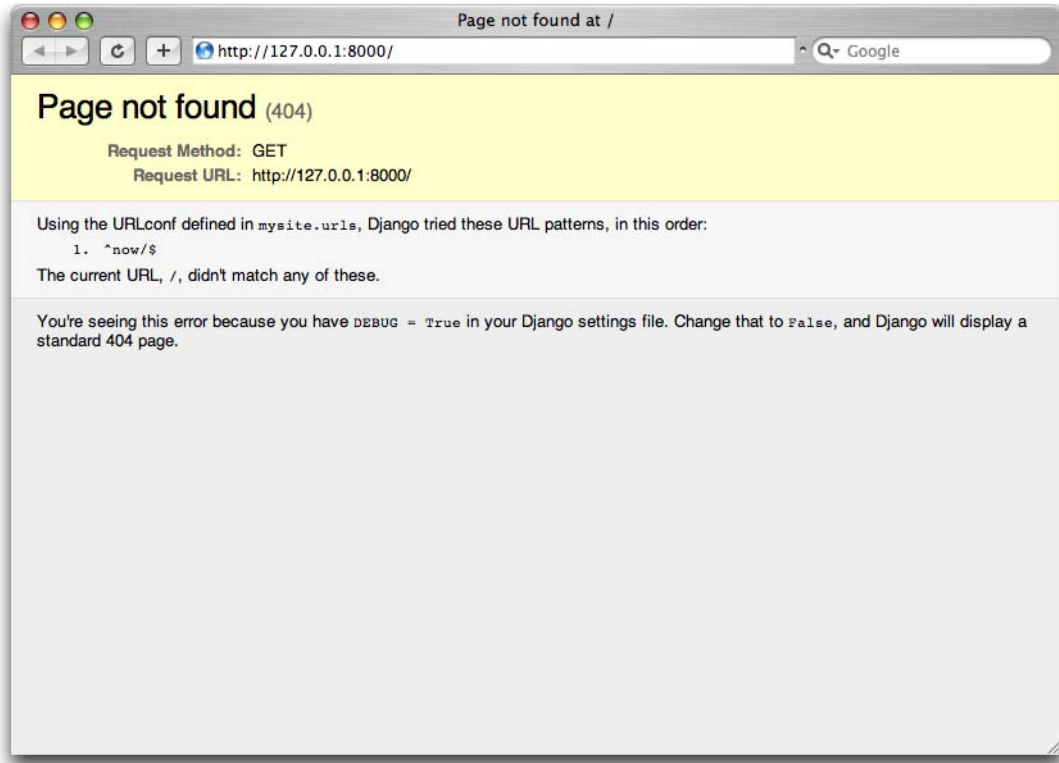 Page not found at /
http://127.0.0.1:8000/
Google
Page not found (404)
Request Method: GET
Request URL: http://127.0.0.1:8000/
Using the URLconf defined in mysite.urls, Django tried these URL patterns, in this order:
1. ^now/$
The current URL, /, didn't match any of these.
You're seeing this error because you have DEBUG = True in your Django settings file. Change that to False, and Django will display a
standard 404 page.